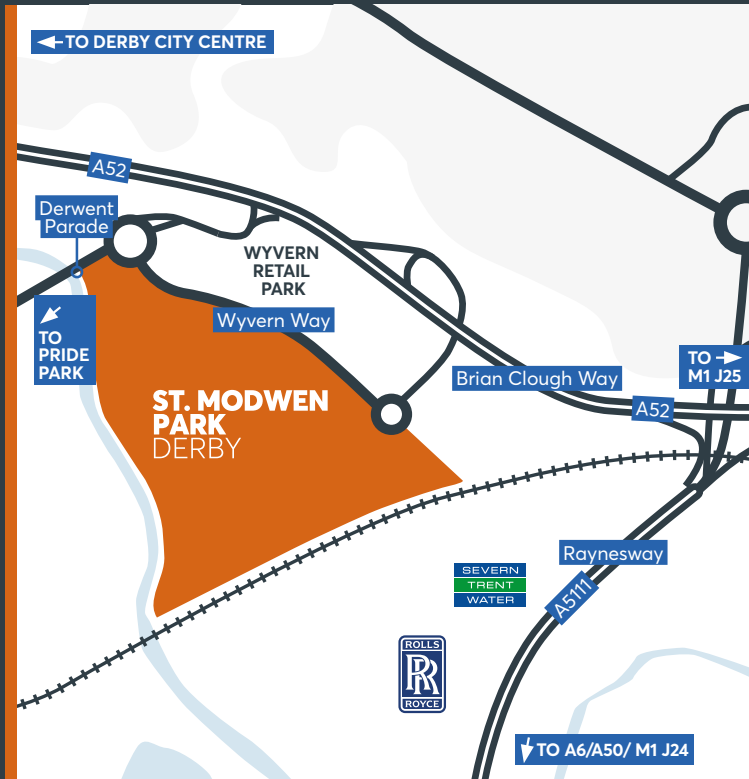 TO DERBY CITY CENTRE
A52
Derwent
Parade
WYVERN
RETAIL
PARK
TO
PRIDE
PARK
Wyvern Way
TO
M1 J25
Brian Clough Way
A52
ST. MODWEN
PARK
DERBY
Raynesway
SEVERN
TRENT
WATER
A5111
ROLLS
RR
ROYCE
TO A6/A50/ M1 J24